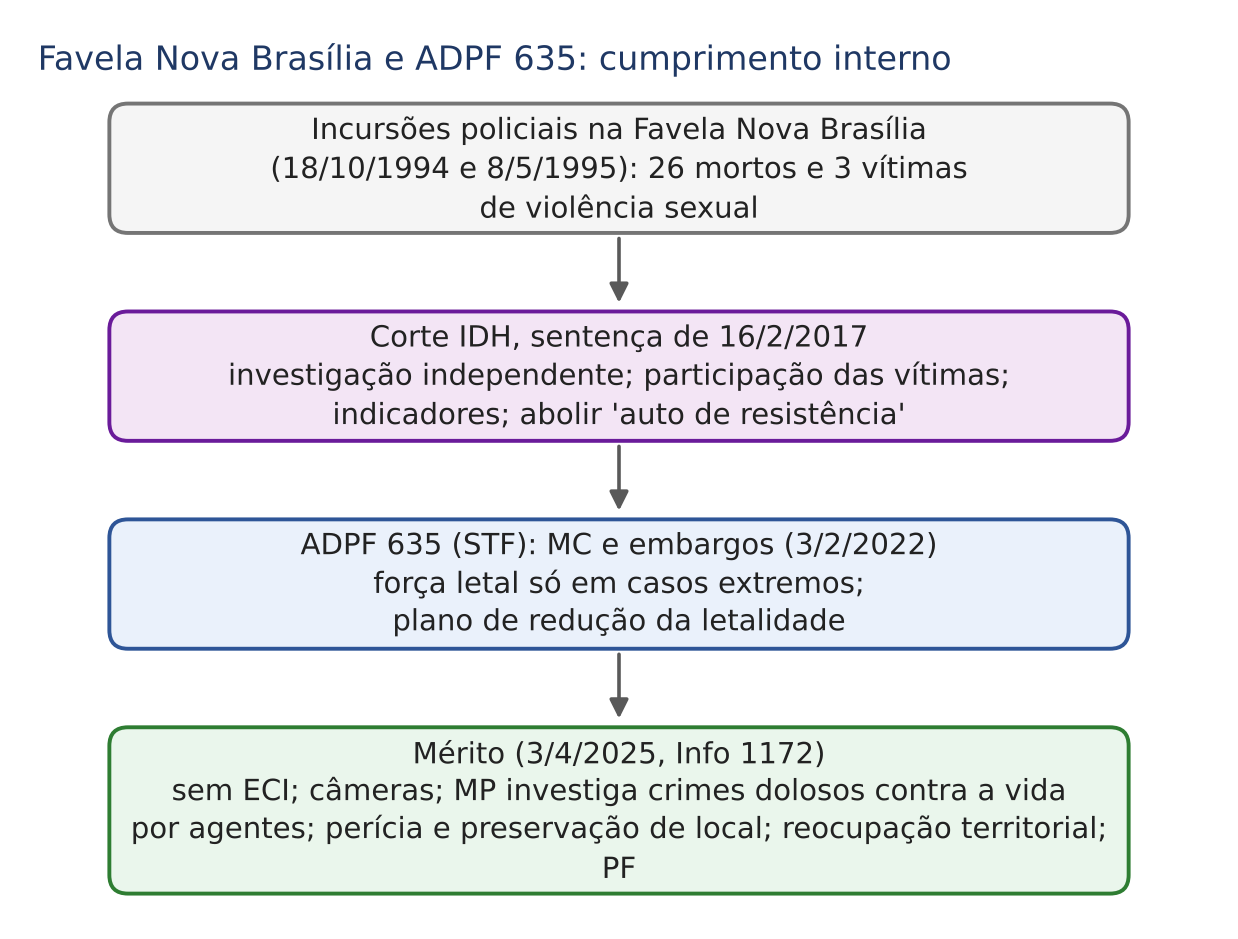 Favela Nova Brasília e ADPF 635: cumprimento interno
Incursões policiais na Favela Nova Brasília
(18/10/1994 e 8/5/1995): 26 mortos e 3 vítimas
de violência sexual
Corte IDH, sentença de 16/2/2017
investigação independente; participação das vítimas;
indicadores; abolir 'auto de resistência'
ADPF 635 (STF): MC e embargos (3/2/2022)
força letal só em casos extremos;
plano de redução da letalidade
Mérito (3/4/2025, Info 1172)
sem ECI; câmeras; MP investiga crimes dolosos contra a vida
por agentes; perícia e preservação de local; reocupação territorial;
PF